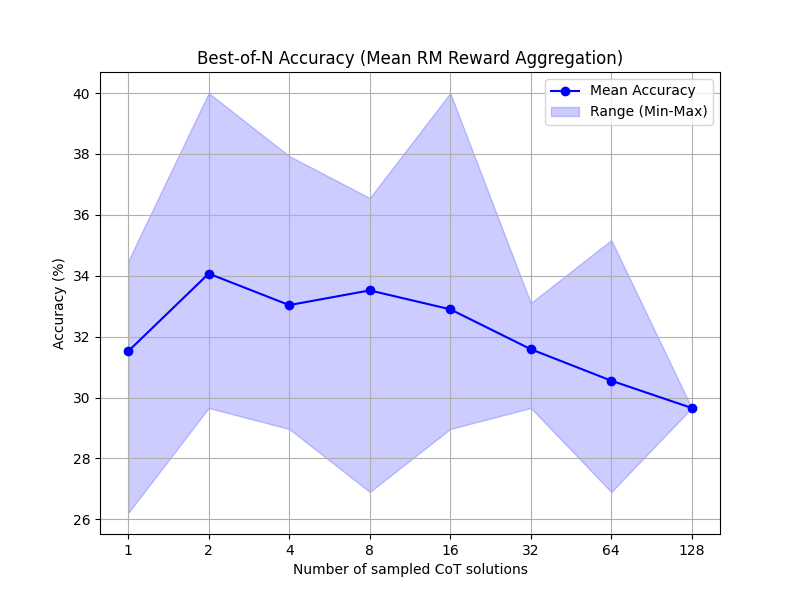 Best-of-N Accuracy (Mean RM Reward Aggregation)
Mean Accuracy
Range (Min-Max)
Accuracy (%)
40
38
36
34
32
30
28
26
1 2 4 8 16 32 64 128
Number of sampled CoT solutions